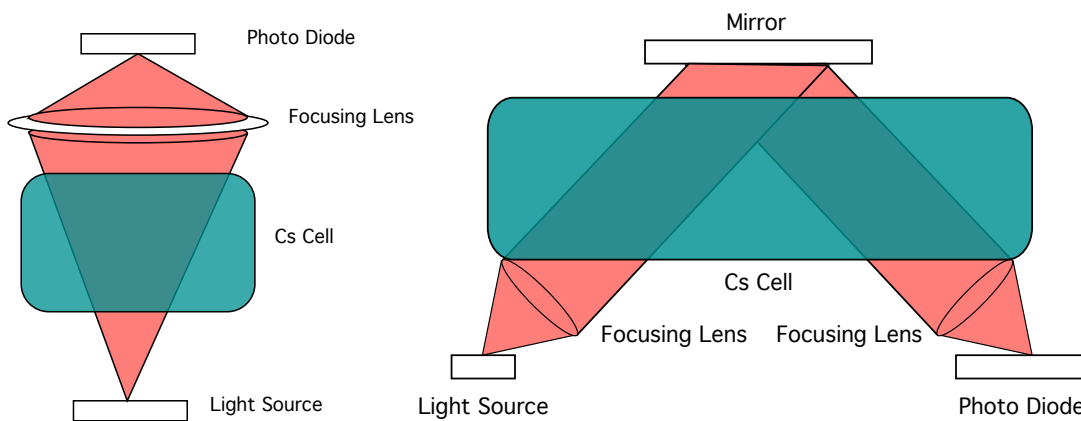 Photo Diode
Focusing Lens
Cs Cell
Light Source
Mirror
Cs Cell
Focusing Lens
Focusing Lens
Light Source
Photo Diode